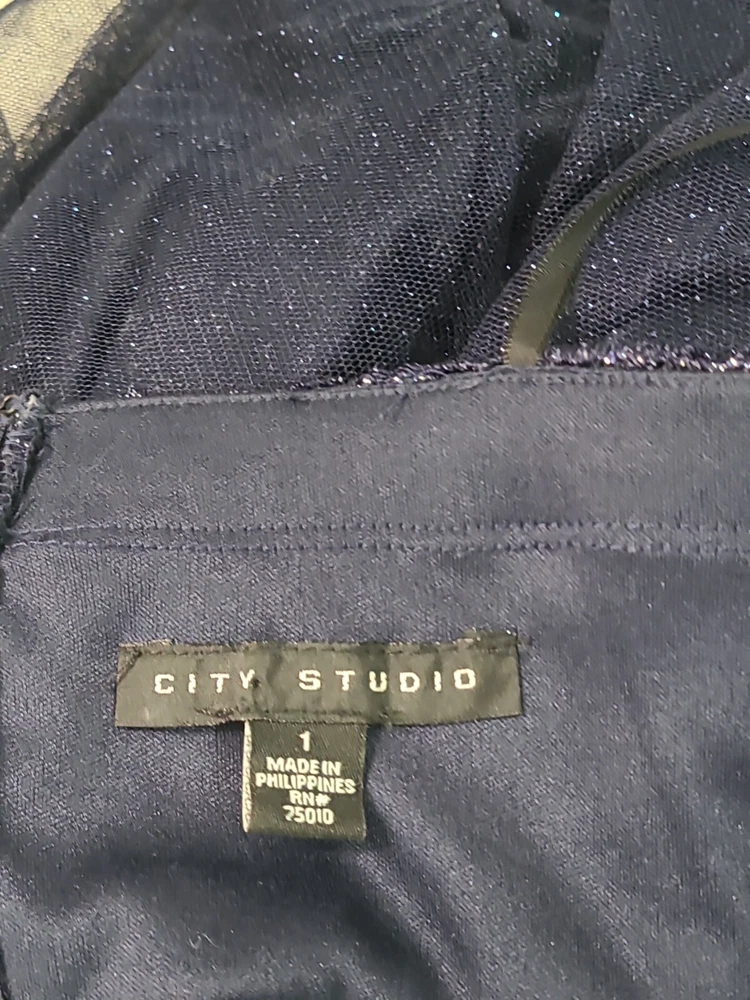 CITY STUDIO
1
MADE IN
PHILIPPINES
RN#
75010